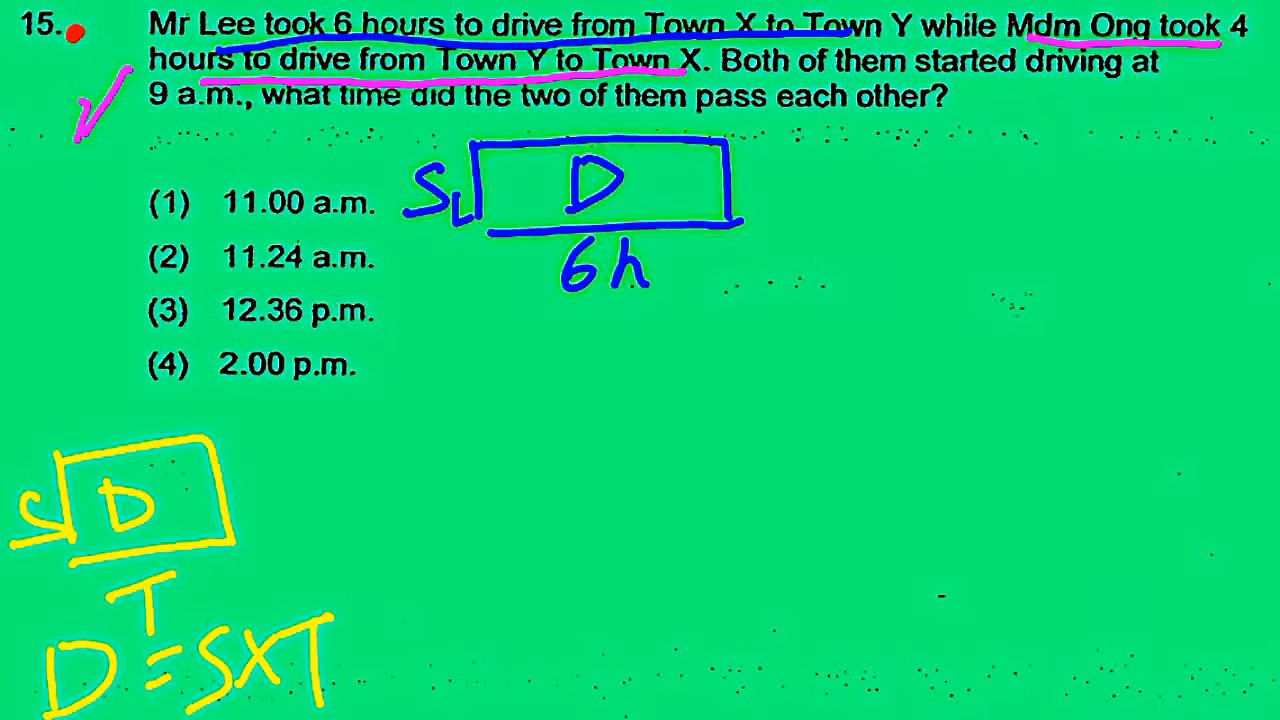 15. Mr Lee took 6 hours to drive from Town X to Town Y while Mdm Ong took 4
hours to drive from Town Y to Town X. Both of them started driving at
9 a.m., what time did the two of them pass each other?
(1) 11.00 a.m.
(2) 11.24 a.m.
(3) 12.36 p.m.
(4) 2.00 p.m.
SL D
6h
S D
T
D = S×T